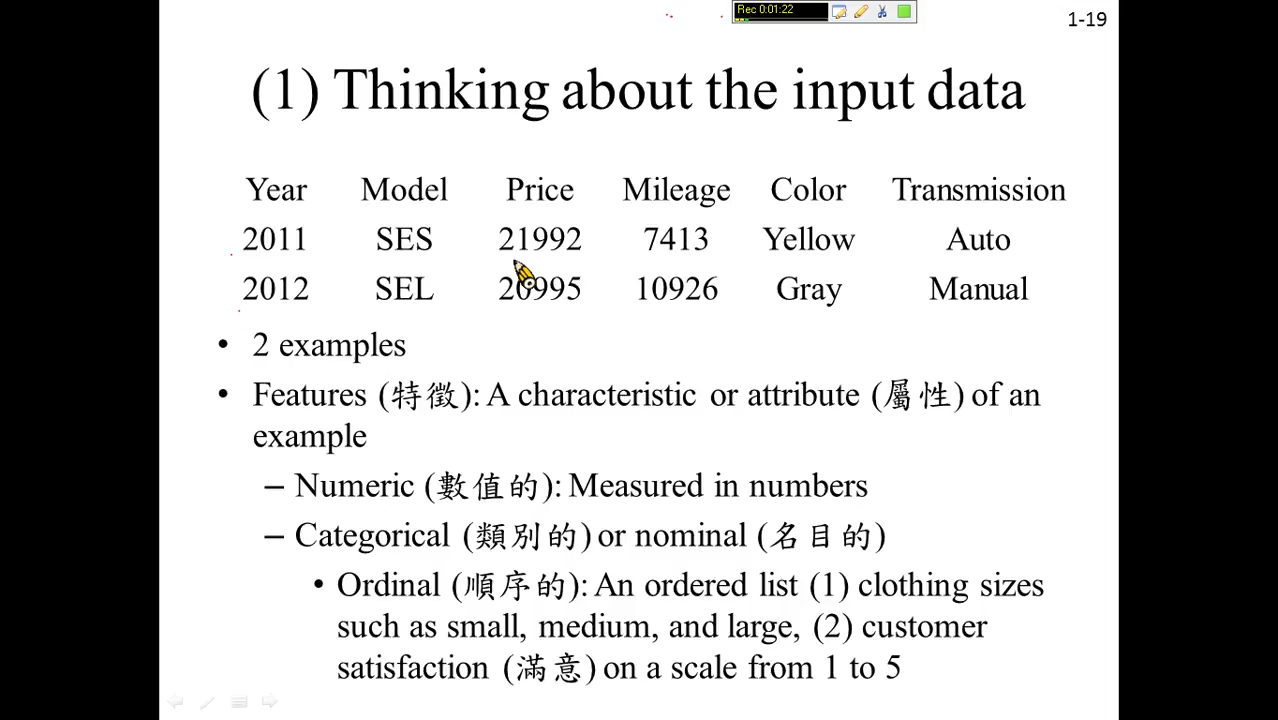 Rec 0:01:22
1-19
(1) Thinking about the input data
Year Model Price Mileage Color Transmission
2011 SES 21992 7413 Yellow Auto
2012 SEL 20995 10926 Gray Manual
• 2 examples
• Features (特徵): A characteristic or attribute (屬性) of an
example
– Numeric (數值的): Measured in numbers
– Categorical (類別的) or nominal (名目的)
• Ordinal (順序的): An ordered list (1) clothing sizes
such as small, medium, and large, (2) customer
satisfaction (滿意) on a scale from 1 to 5